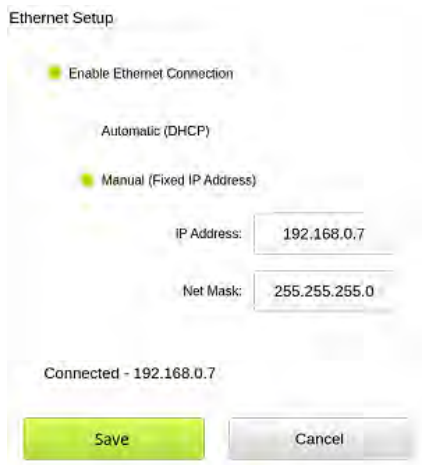 Ethernet Setup
Enable Ethernet Connection
Automatic (DHCP)
Manual (Fixed IP Address)
IP Address: 192.168.0.7
Net Mask: 255.255.255.0
Connected - 192.168.0.7
Save Cancel